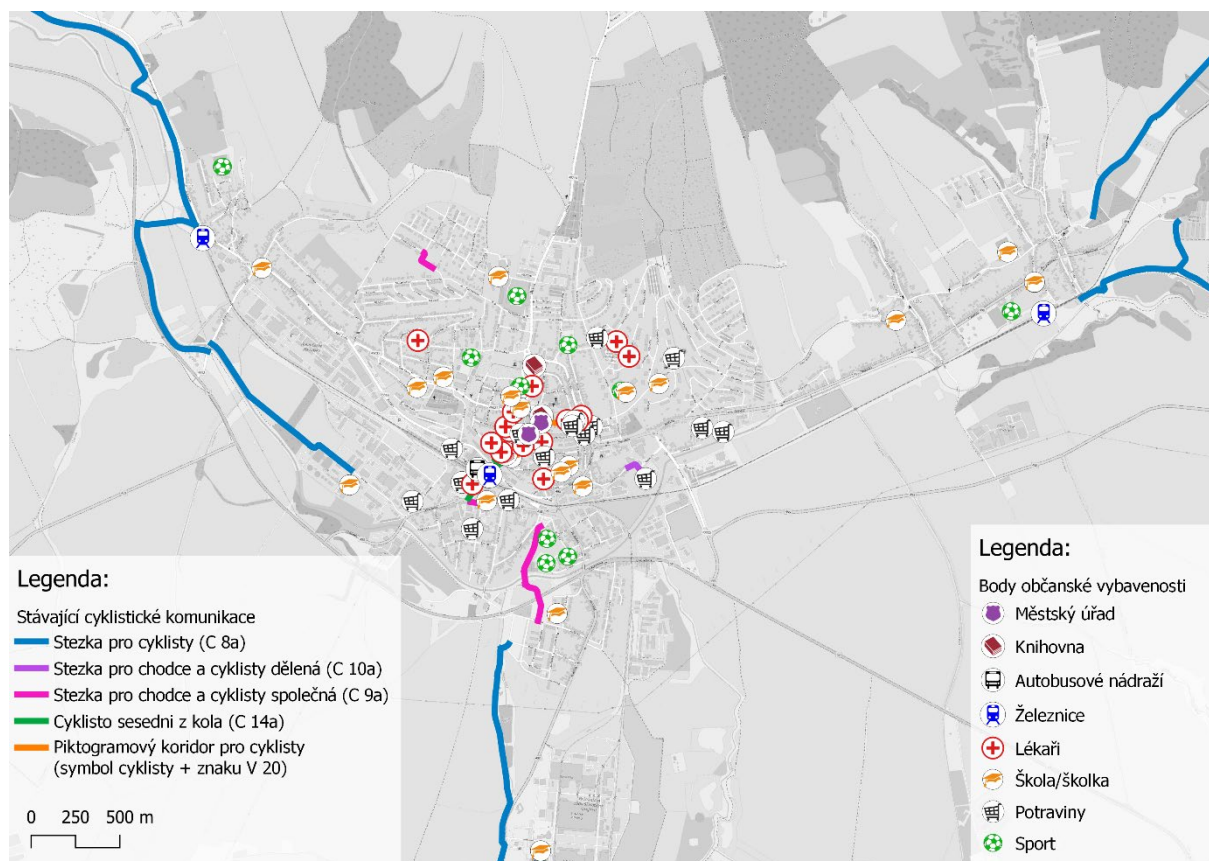 Legenda:
Stávající cyklistické komunikace
Stezka pro cyklisty (C 8a)
Stezka pro chodce a cyklisty dělená (C 10a)
Stezka pro chodce a cyklisty společná (C 9a)
Cyklisto sesedni z kola (C 14a)
Piktogramový koridor pro cyklisty
(symbol cyklisty + znaku V 20)
0 250 500 m
Legenda:
Body občanské vybavenosti
Městský úřad
Knihovna
Autobusové nádraží
Železnice
Lékaři
Škola/školka
Potraviny
Sport